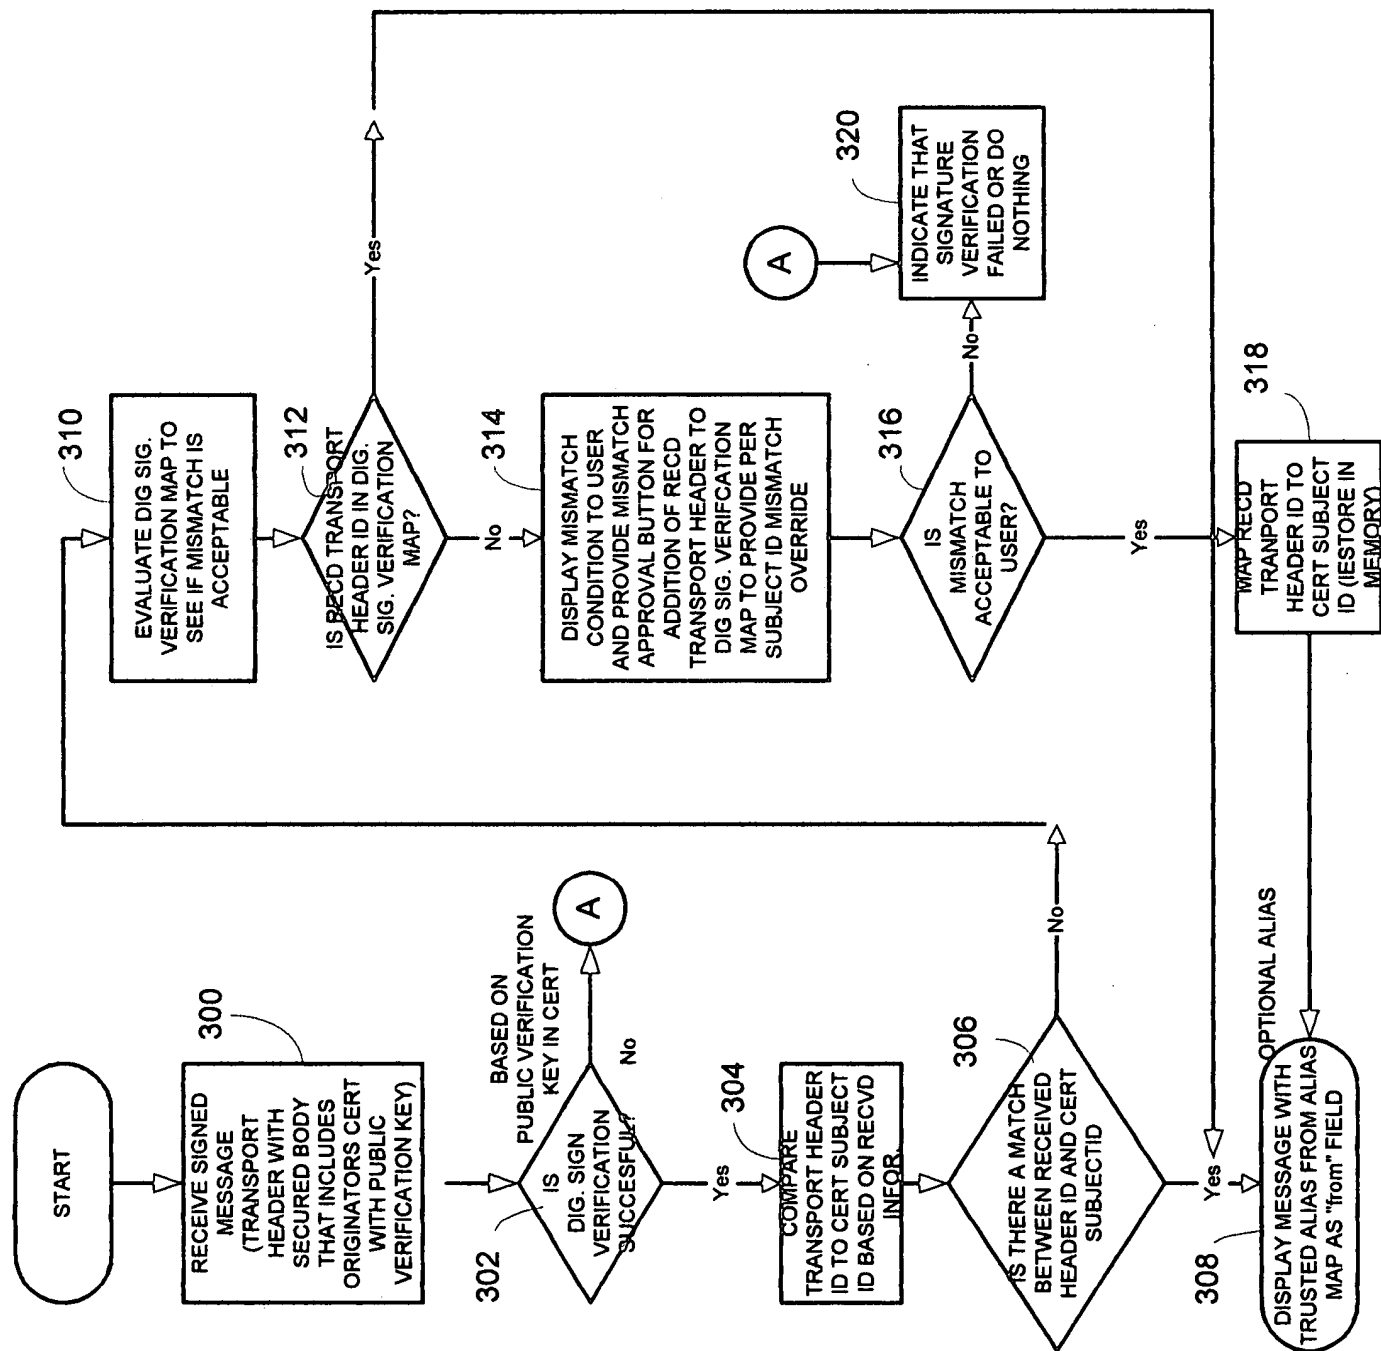 START
300
RECEIVE SIGNED
MESSAGE
(TRANSPORT
HEADER WITH
SECURED BODY
THAT INCLUDES
ORIGINATORS CERT
WITH PUBLIC
VERIFICATION KEY)
302
IS
DIG. SIGN
VERIFICATION
SUCCESFUL?
BASED ON
PUBLIC VERIFICATION
KEY IN CERT
No
A
Yes
304
COMPARE
TRANSPORT HEADER
ID TO CERT SUBJECT
ID BASED ON RECVD
INFOR.
306
IS THERE A MATCH
BETWEEN RECEIVED
HEADER ID AND CERT
SUBJECTID
No
Yes
308
OPTIONAL ALIAS
DISPLAY MESSAGE WITH
TRUSTED ALIAS FROM ALIAS
MAP AS "from" FIELD
310
EVALUATE DIG SIG.
VERIFICATION MAP TO
SEE IF MISMATCH IS
ACCEPTABLE
312
IS RECD TRANSPORT
HEADER ID IN DIG.
SIG. VERIFICATION
MAP?
Yes
No
314
DISPLAY MISMATCH
CONDITION TO USER
AND PROVIDE MISMATCH
APPROVAL BUTTON FOR
ADDITION OF RECD
TRANSPORT HEADER TO
DIG SIG. VERIFCATION
MAP TO PROVIDE PER
SUBJECT ID MISMATCH
OVERRIDE
316
IS
MISMATCH
ACCEPTABLE TO
USER?
No
Yes
A
320
INDICATE THAT
SIGNATURE
VERIFICATION
FAILED OR DO
NOTHING
318
MAP RECD
TRANPORT
HEADER ID TO
CERT SUBJECT
ID (IESTORE IN
MEMORY)